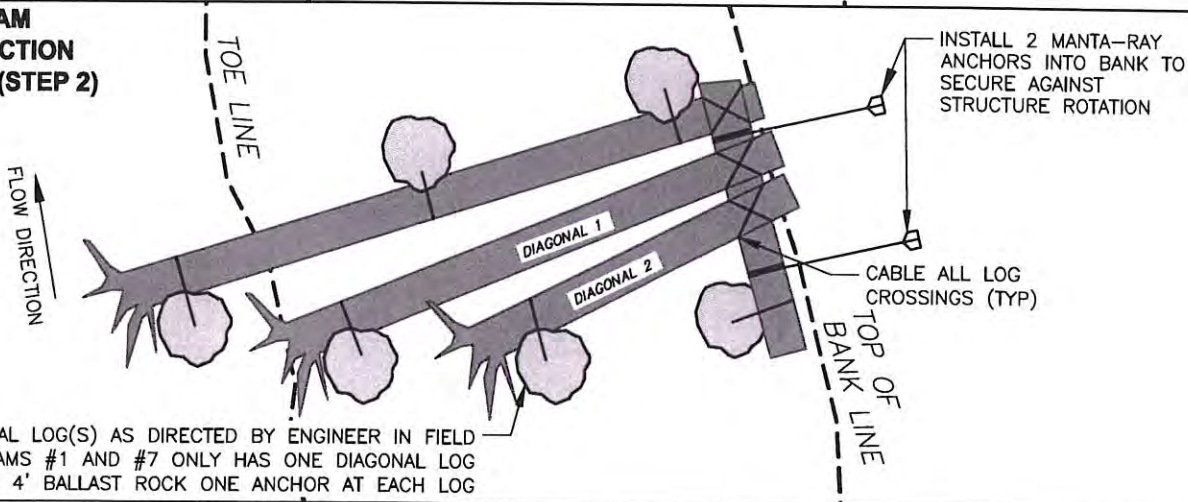 AM
CTION
(STEP 2)
TOE LINE
FLOW DIRECTION
INSTALL 2 MANTA-RAY
ANCHORS INTO BANK TO
SECURE AGAINST
STRUCTURE ROTATION
DIAGONAL 1
DIAGONAL 2
CABLE ALL LOG
CROSSINGS (TYP)
TOP OF
BANK LINE
AL LOG(S) AS DIRECTED BY ENGINEER IN FIELD
AMS #1 AND #7 ONLY HAS ONE DIAGONAL LOG
4' BALLAST ROCK ONE ANCHOR AT EACH LOG